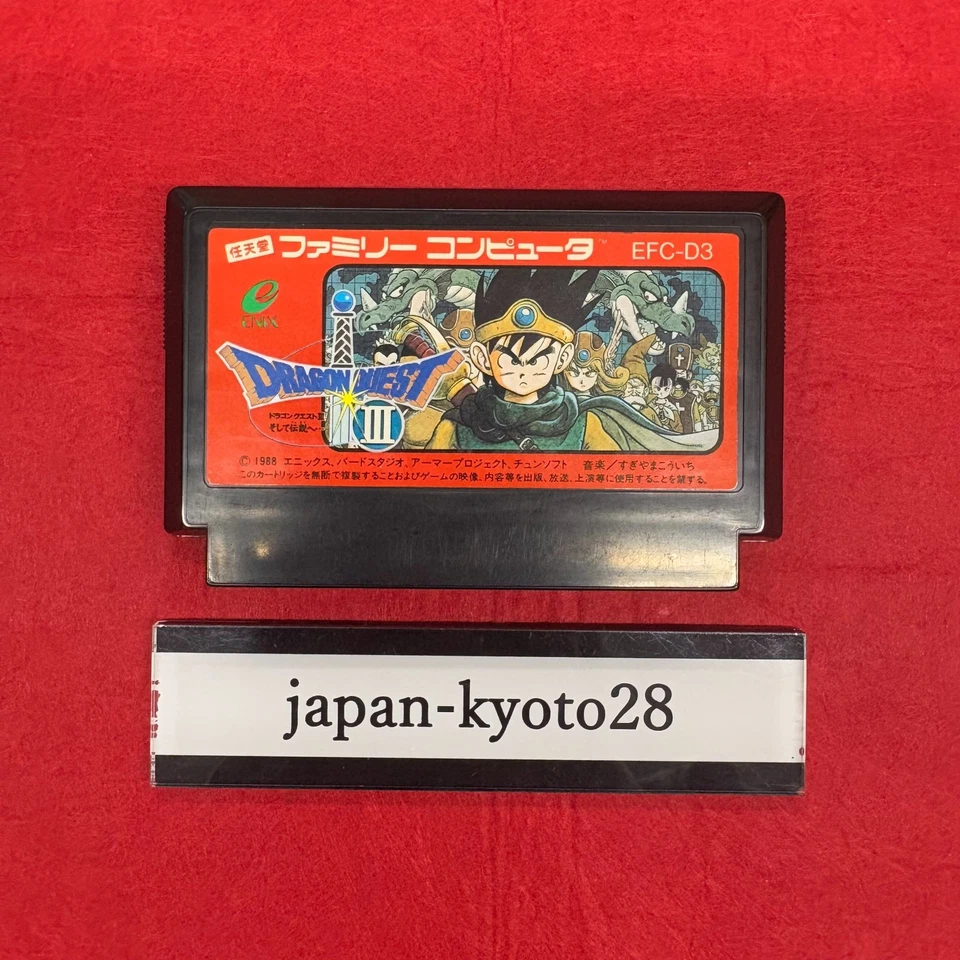 任天堂 ファミリー コンピュータ™ EFC-D3
ENIX
DRAGON QUEST
III
ドラゴンクエストIII
そして伝説へ…
© 1988 エニックス、バードスタジオ、アーマープロジェクト、チュンソフト 音楽/すぎやまこういち
このカートリッジを無断で複製することおよびゲームの映像、内容等を出版、放送、上演等に使用することを禁ずる。
japan-kyoto28